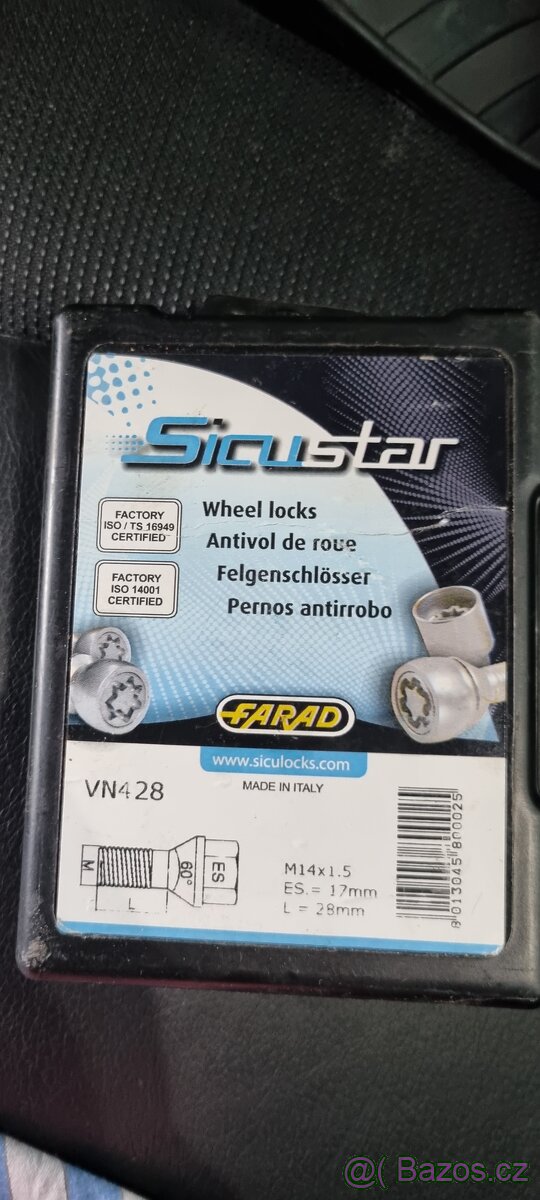 Sicustar
FACTORY
ISO / TS 16949
CERTIFIED
FACTORY
ISO 14001
CERTIFIED
Wheel locks
Antivol de roue
Felgenschlösser
Pernos antirrobo
FARAD
www.siculocks.com
MADE IN ITALY
VN428
M
L
60°
ES
M14x1.5
ES.= 17mm
L = 28mm
8013045800025
@ Bazos.cz